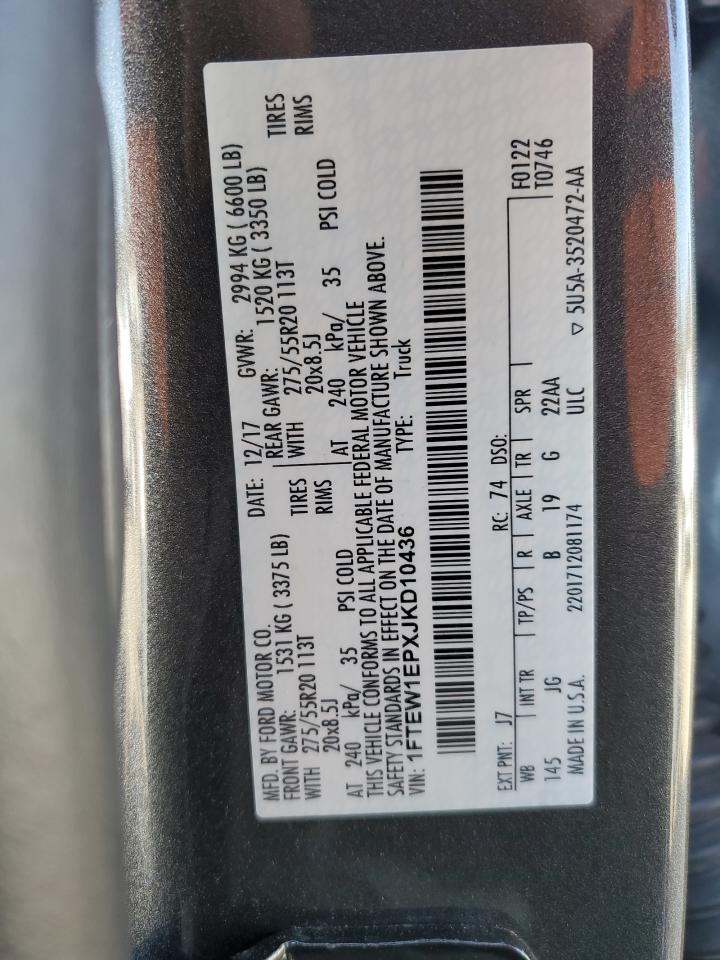 MFD. BY FORD MOTOR CO. DATE: 12/17 GVWR: 2994 KG ( 6600 LB)
FRONT GAWR: 1531 KG ( 3375 LB) REAR GAWR: 1520 KG ( 3350 LB)
WITH 275/55R20 113T TIRES WITH 275/55R20 113T TIRES
20x8.5J RIMS 20x8.5J RIMS
AT 240 kPa/ 35 PSI COLD AT 240 kPa/ 35 PSI COLD
THIS VEHICLE CONFORMS TO ALL APPLICABLE FEDERAL MOTOR VEHICLE
SAFETY STANDARDS IN EFFECT ON THE DATE OF MANUFACTURE SHOWN ABOVE.
VIN: 1FTEW1EPXJKD10436 TYPE: Truck
EXT PNT: J7 RC: 74 DSO: F0122
WB INT TR TP/PS R AXLE TR SPR T0746
145 JG B 19 G 22AA
MADE IN U.S.A. 2201712081174 ULC ▽ 5U5A-3520472-AA